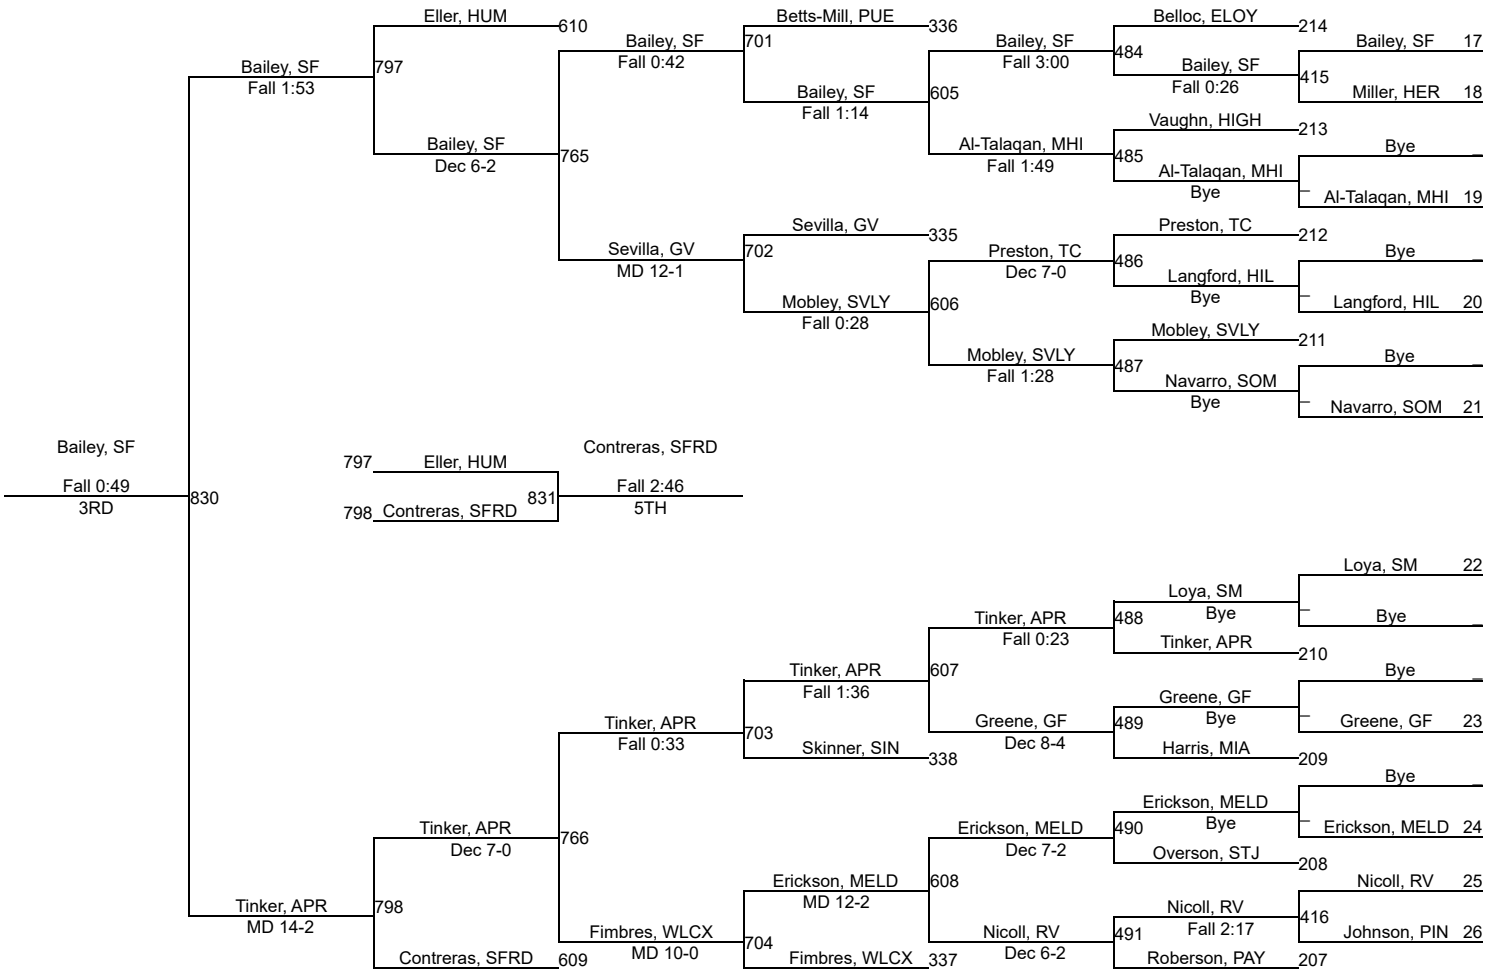 Eller, HUM
610
Betts-Mill, PUE
336
Belloc, ELOY
214
Bailey, SF
Fall 0:42
701
Bailey, SF
Fall 3:00
484
Bailey, SF 17
Bailey, SF
Fall 1:53
797
Bailey, SF
Fall 0:26
415
Bailey, SF
Fall 1:14
605
Miller, HER 18
Vaughn, HIGH
213
Bailey, SF
Dec 6-2
765
Al-Talaqan, MHI
Fall 1:49
485
Bye _
Al-Talaqan, MHI
Bye
_
Al-Talaqan, MHI 19
Sevilla, GV
335
Preston, TC
212
Sevilla, GV
MD 12-1
702
Preston, TC
Dec 7-0
486
Bye _
Langford, HIL
Bye
_
Mobley, SVLY
Fall 0:28
606
Langford, HIL 20
Mobley, SVLY
211
Mobley, SVLY
Fall 1:28
487
Bye _
Navarro, SOM
Bye
_
Navarro, SOM 21
Bailey, SF
Fall 0:49
3RD
830
797 Eller, HUM
798 Contreras, SFRD
831
Contreras, SFRD
Fall 2:46
5TH
Loya, SM 22
Loya, SM
Bye
_
Bye _
Tinker, APR
Fall 0:23
488
Tinker, APR
210
Tinker, APR
Fall 1:36
607
Bye _
Greene, GF
Bye
_
Greene, GF 23
Tinker, APR
Fall 0:33
703
Greene, GF
Dec 8-4
489
Skinner, SIN
338
Harris, MIA
209
Bye _
Erickson, MELD
Bye
_
Erickson, MELD 24
Tinker, APR
Dec 7-0
766
Erickson, MELD
Dec 7-2
490
Overson, STJ
208
Erickson, MELD
MD 12-2
608
Nicoll, RV 25
Tinker, APR
MD 14-2
798
Nicoll, RV
Fall 2:17
416
Johnson, PIN 26
Fimbres, WLCX
MD 10-0
704
Nicoll, RV
Dec 6-2
491
Contreras, SFRD
609
Fimbres, WLCX
337
Roberson, PAY
207